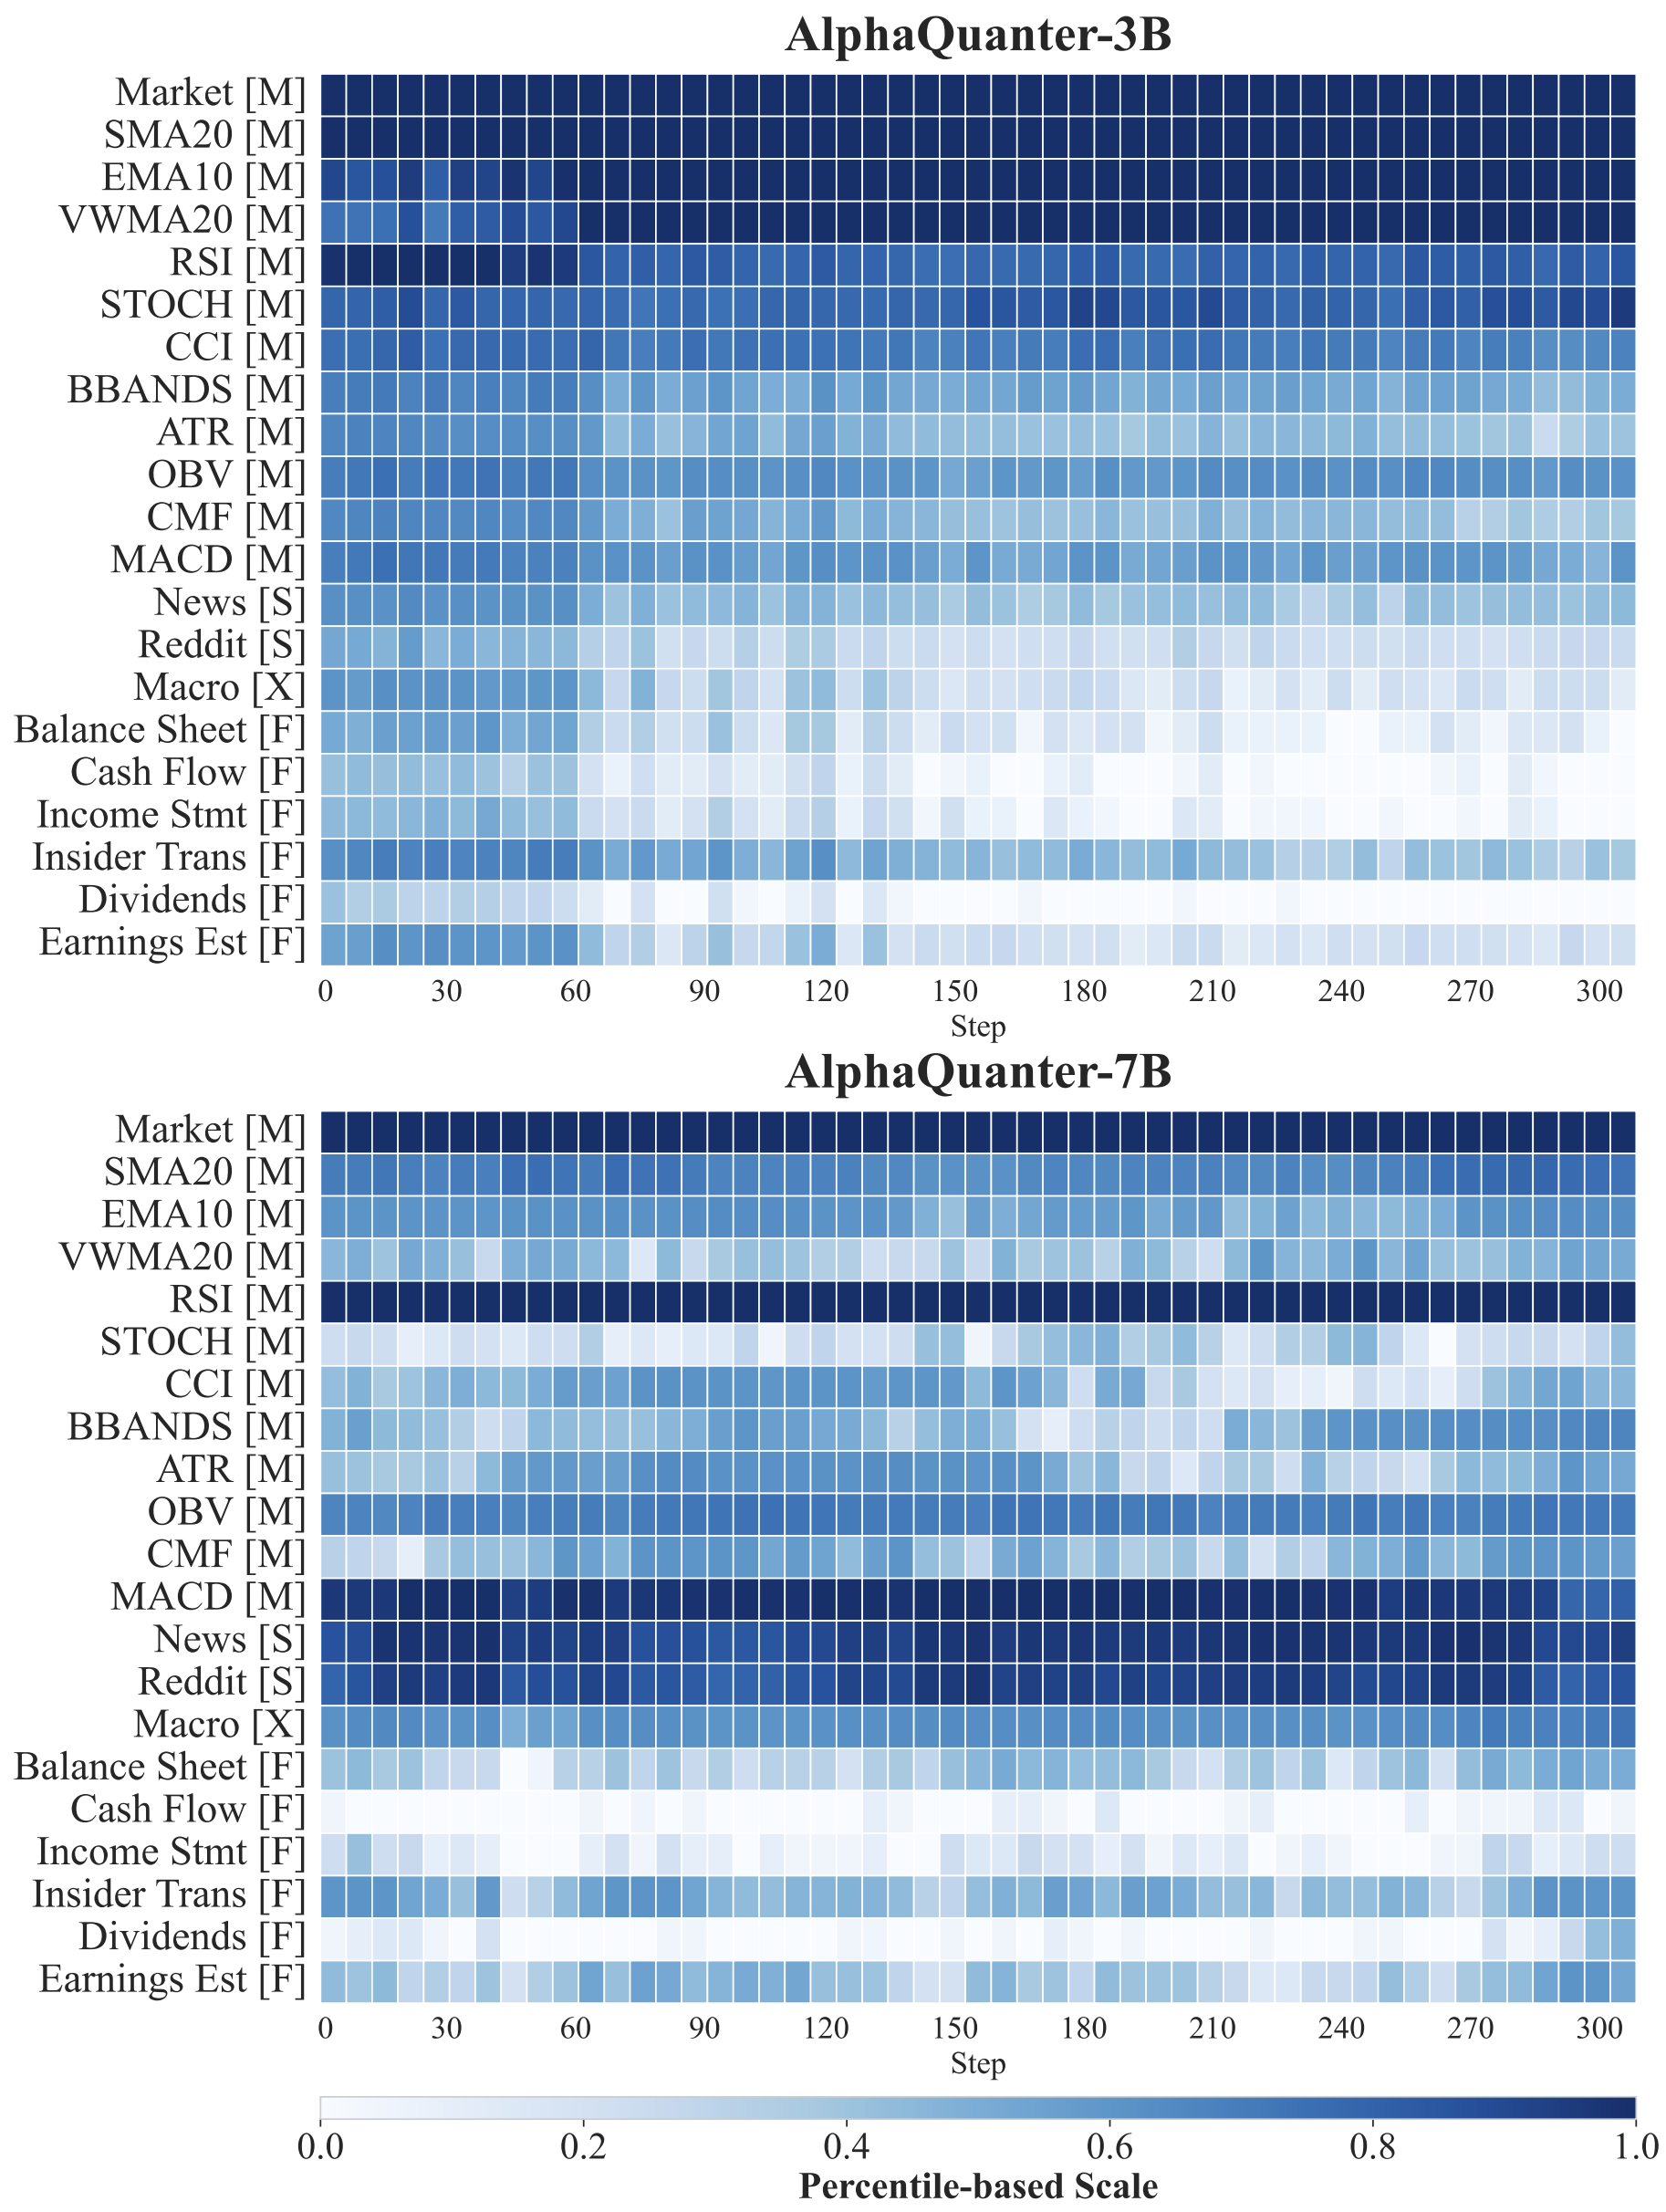 AlphaQuanter-3B
Market [M]
SMA20 [M]
EMA10 [M]
VWMA20 [M]
RSI [M]
STOCH [M]
CCI [M]
BBANDS [M]
ATR [M]
OBV [M]
CMF [M]
MACD [M]
News [S]
Reddit [S]
Macro [X]
Balance Sheet [F]
Cash Flow [F]
Income Stmt [F]
Insider Trans [F]
Dividends [F]
Earnings Est [F]
0 30 60 90 120 150 180 210 240 270 300
Step
AlphaQuanter-7B
Market [M]
SMA20 [M]
EMA10 [M]
VWMA20 [M]
RSI [M]
STOCH [M]
CCI [M]
BBANDS [M]
ATR [M]
OBV [M]
CMF [M]
MACD [M]
News [S]
Reddit [S]
Macro [X]
Balance Sheet [F]
Cash Flow [F]
Income Stmt [F]
Insider Trans [F]
Dividends [F]
Earnings Est [F]
0 30 60 90 120 150 180 210 240 270 300
Step
0.0 0.2 0.4 0.6 0.8 1.0
Percentile-based Scale